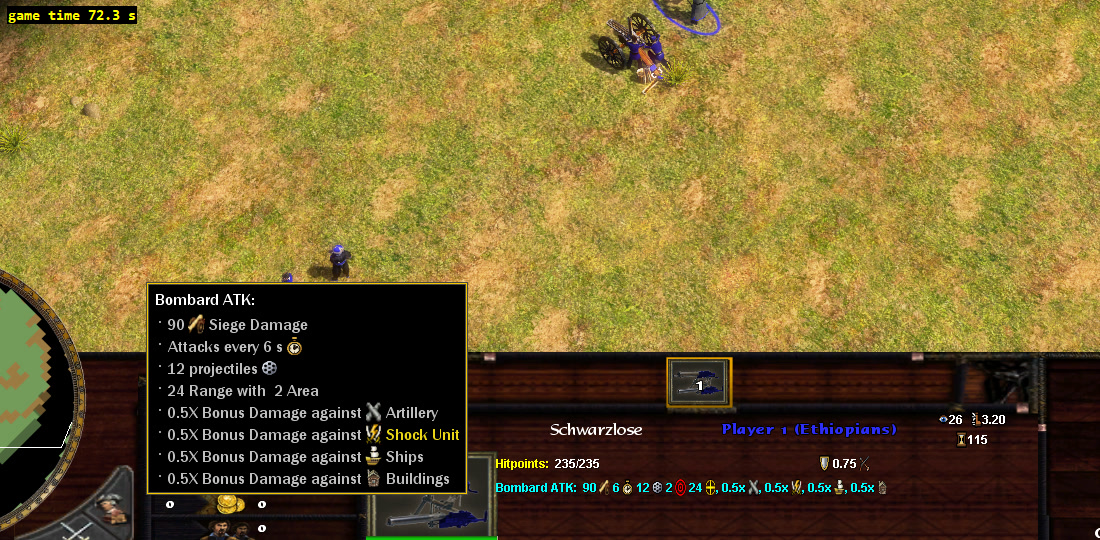 game time 72.3 s
Bombard ATK:
· 90 Siege Damage
· Attacks every 6 s
· 12 projectiles
· 24 Range with 2 Area
· 0.5X Bonus Damage against Artillery
· 0.5X Bonus Damage against Shock Unit
· 0.5X Bonus Damage against Ships
· 0.5X Bonus Damage against Buildings
1
Schwarzlose
Player 1 (Ethiopians)
26 3.20
115
Hitpoints: 235/235
0.75
Bombard ATK: 90 6 12 2 24 , 0.5x , 0.5x , 0.5x , 0.5x
0 0
0